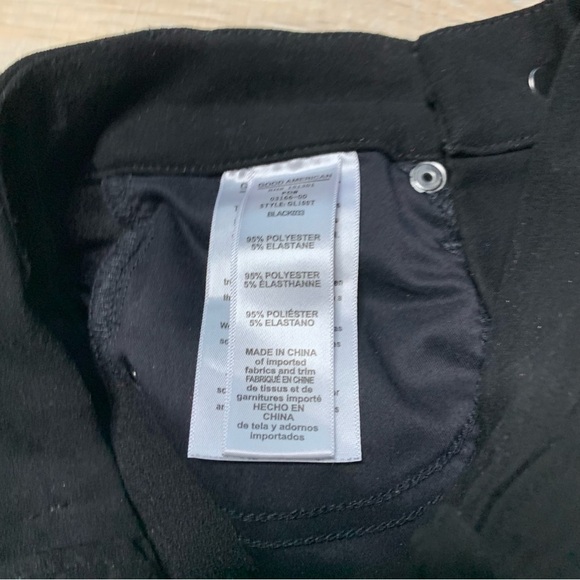 GOOD AMERICAN
BLACK033
95% POLYESTER
5% ELASTANE
95% POLYESTER
5% ÉLASTHANNE
95% POLIÉSTER
5% ELASTANO
MADE IN CHINA
of imported
fabrics and trim
FABRIQUÉ EN CHINE
de tissus et de
garnitures importé
HECHO EN
CHINA
de tela y adornos
importados